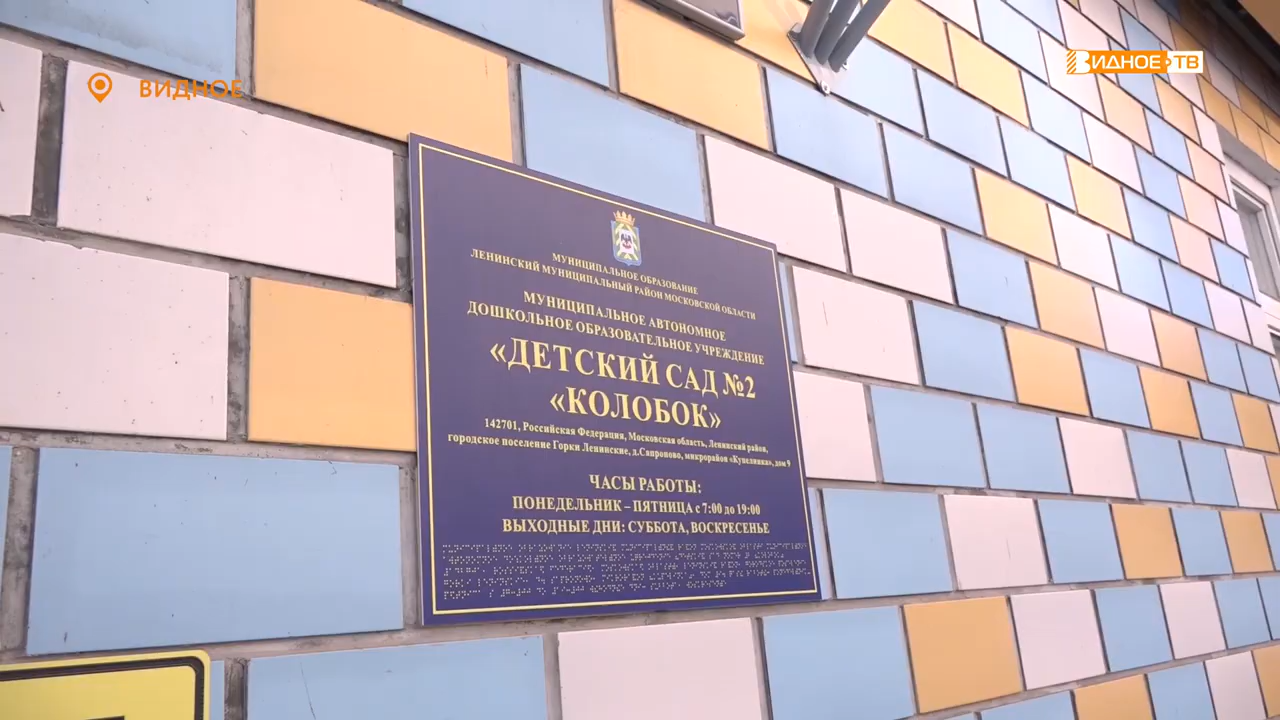 ВИДНОЕ
ВИДНОЕ ТВ
МУНИЦИПАЛЬНОЕ ОБРАЗОВАНИЕ
ЛЕНИНСКИЙ МУНИЦИПАЛЬНЫЙ РАЙОН МОСКОВСКОЙ ОБЛАСТИ
МУНИЦИПАЛЬНОЕ АВТОНОМНОЕ
ДОШКОЛЬНОЕ ОБРАЗОВАТЕЛЬНОЕ УЧРЕЖДЕНИЕ
«ДЕТСКИЙ САД №2
«КОЛОБОК»
142701, Российская Федерация, Московская область, Ленинский район,
городское поселение Горки Ленинские, д.Сапроново, микрорайон «Купелинка», дом 9
ЧАСЫ РАБОТЫ:
ПОНЕДЕЛЬНИК – ПЯТНИЦА с 7:00 до 19:00
ВЫХОДНЫЕ ДНИ: СУББОТА, ВОСКРЕСЕНЬЕ